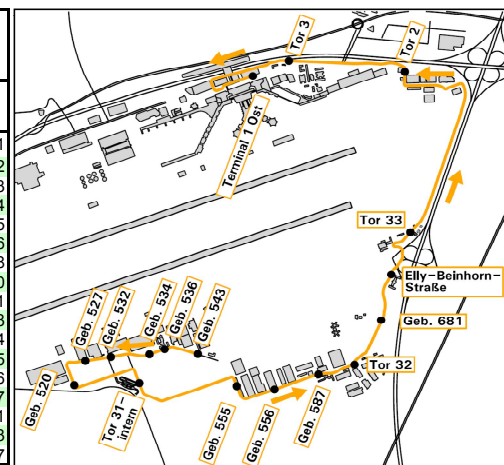 Tor 3
Tor 2
Terminal 1 Ost
Tor 33
Elly-Beinhorn-
Straße
Geb. 681
Tor 32
Geb. 527
Geb. 532
Geb. 534
Geb. 536
Geb. 543
Geb. 520
Tor 31-
intern
Geb. 555
Geb. 556
Geb. 587